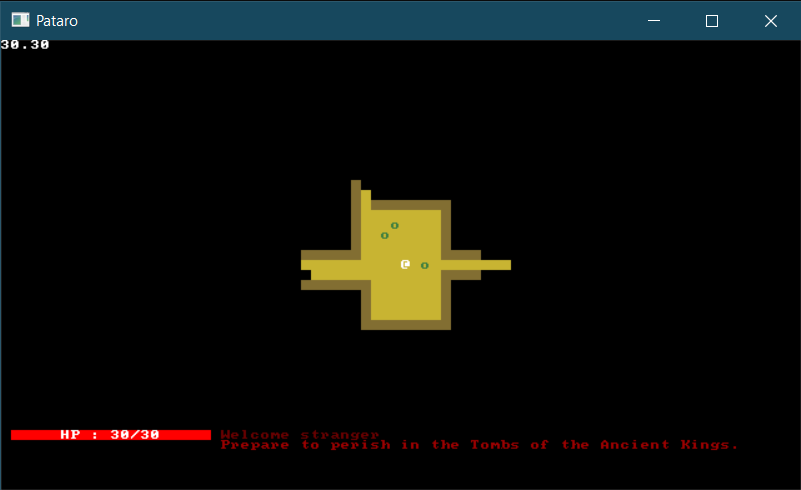 Pataro
30.30
o
o
@ o
HP : 30/30
Welcome stranger
Prepare to perish in the Tombs of the Ancient Kings.